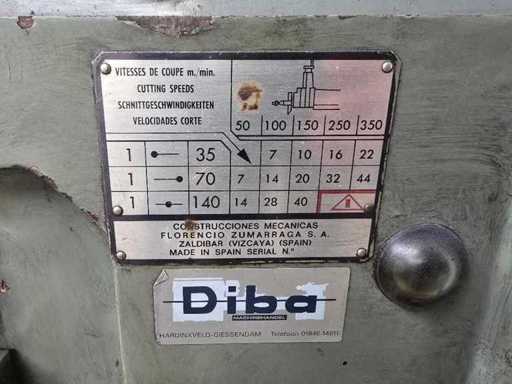 VITESSES DE COUPE m./min.
CUTTING SPEEDS
SCHNITTGESCHWINDIGKEITEN
VELOCIDADES CORTE
50 100 150 250 350
1 35 7 10 16 22
1 70 7 14 20 32 44
1 140 14 28 40
CONSTRUCCIONES MECANICAS
FLORENCIO ZUMARRAGA S. A.
ZALDIBAR (VIZCAYA) (SPAIN)
MADE IN SPAIN SERIAL N.º
Diba
MACHINEHANDEL
HARDINXVELD-GIESSENDAM Telefoon